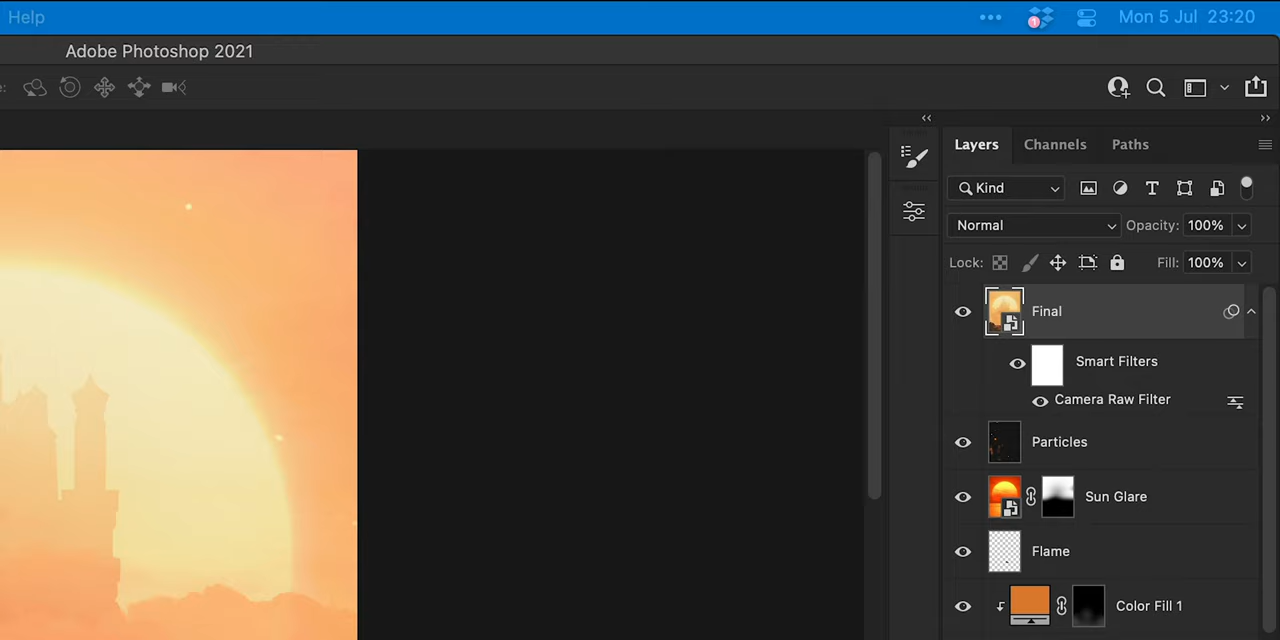 Help
1
Mon 5 Jul 23:20
Adobe Photoshop 2021
Layers Channels Paths
Kind
Normal Opacity: 100%
Lock: Fill: 100%
Final
Smart Filters
Camera Raw Filter
Particles
Sun Glare
Flame
Color Fill 1